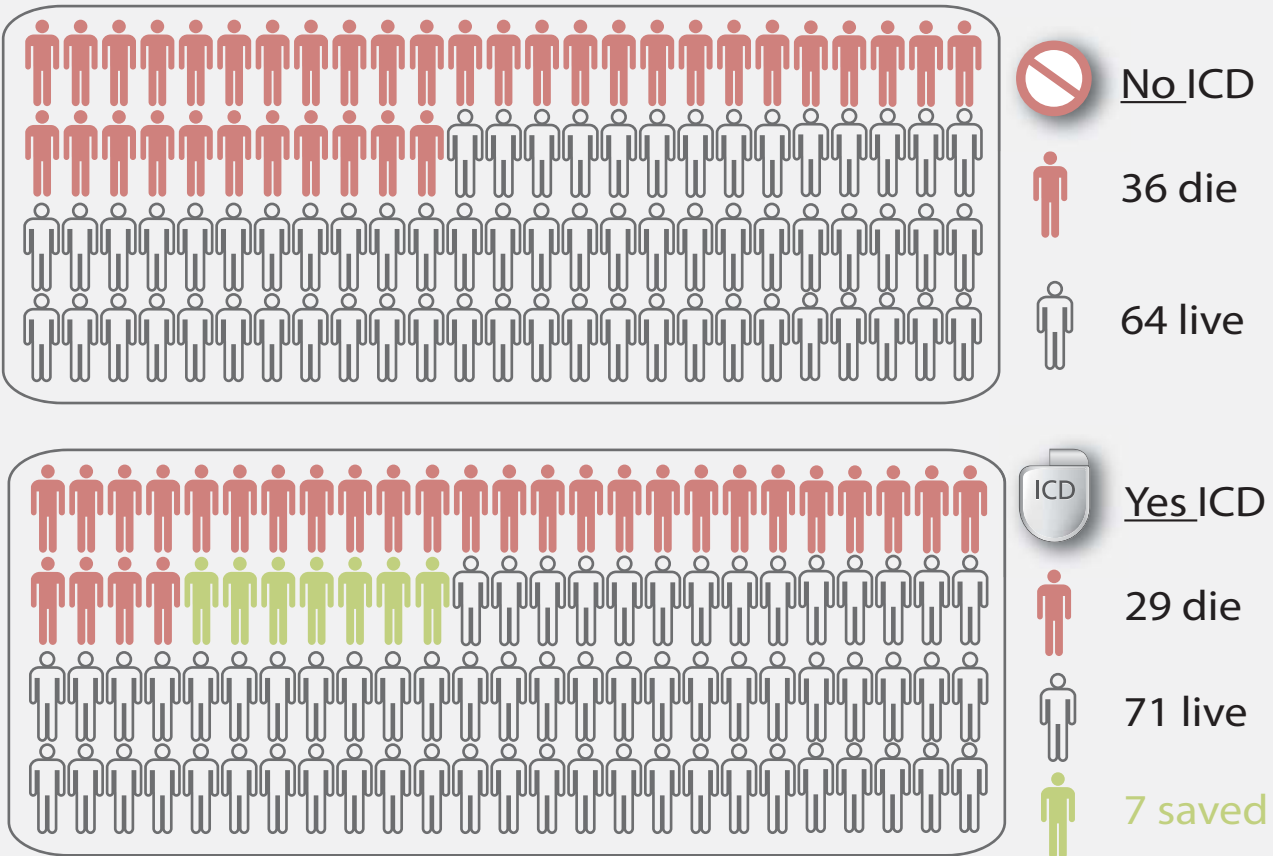 No ICD
36 die
64 live
ICD
Yes ICD
29 die
71 live
7 saved